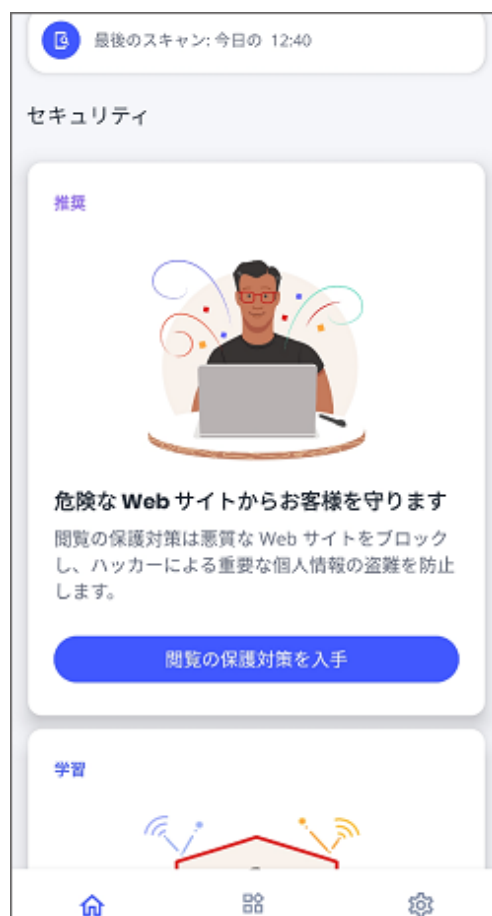 最後のスキャン: 今日の 12:40
セキュリティ
推奨
危険な Web サイトからお客様を守ります
閲覧の保護対策は悪質な Web サイトをブロック
し、ハッカーによる重要な個人情報の盗難を防止
します。
閲覧の保護対策を入手
学習